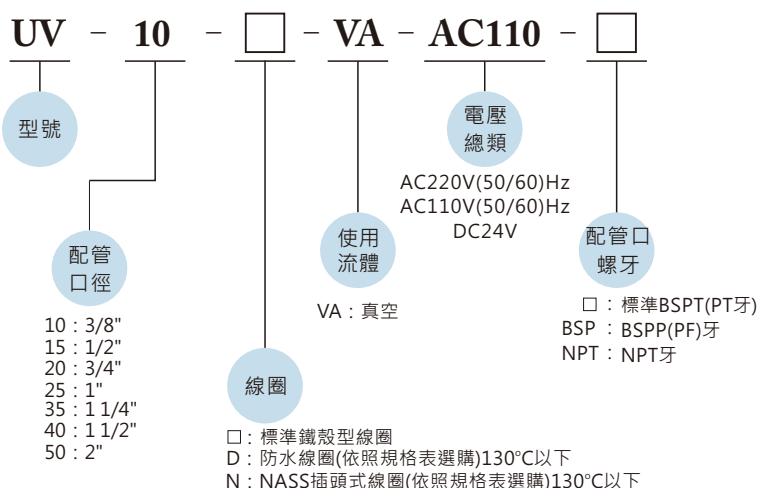 UV - 10 - □ - VA - AC110 - □
型號
電壓
總類
AC220V(50/60)Hz
AC110V(50/60)Hz
DC24V
使用
流體
VA：真空
配管口
螺牙
□：標準BSPT(PT牙)
BSP：BSPP(PF)牙
NPT：NPT牙
配管
口徑
10：3/8"
15：1/2"
20：3/4"
25：1"
35：1 1/4"
40：1 1/2"
50：2"
線圈
□：標準鐵殼型線圈
D：防水線圈(依照規格表選購)130℃以下
N：NASS插頭式線圈(依照規格表選購)130℃以下